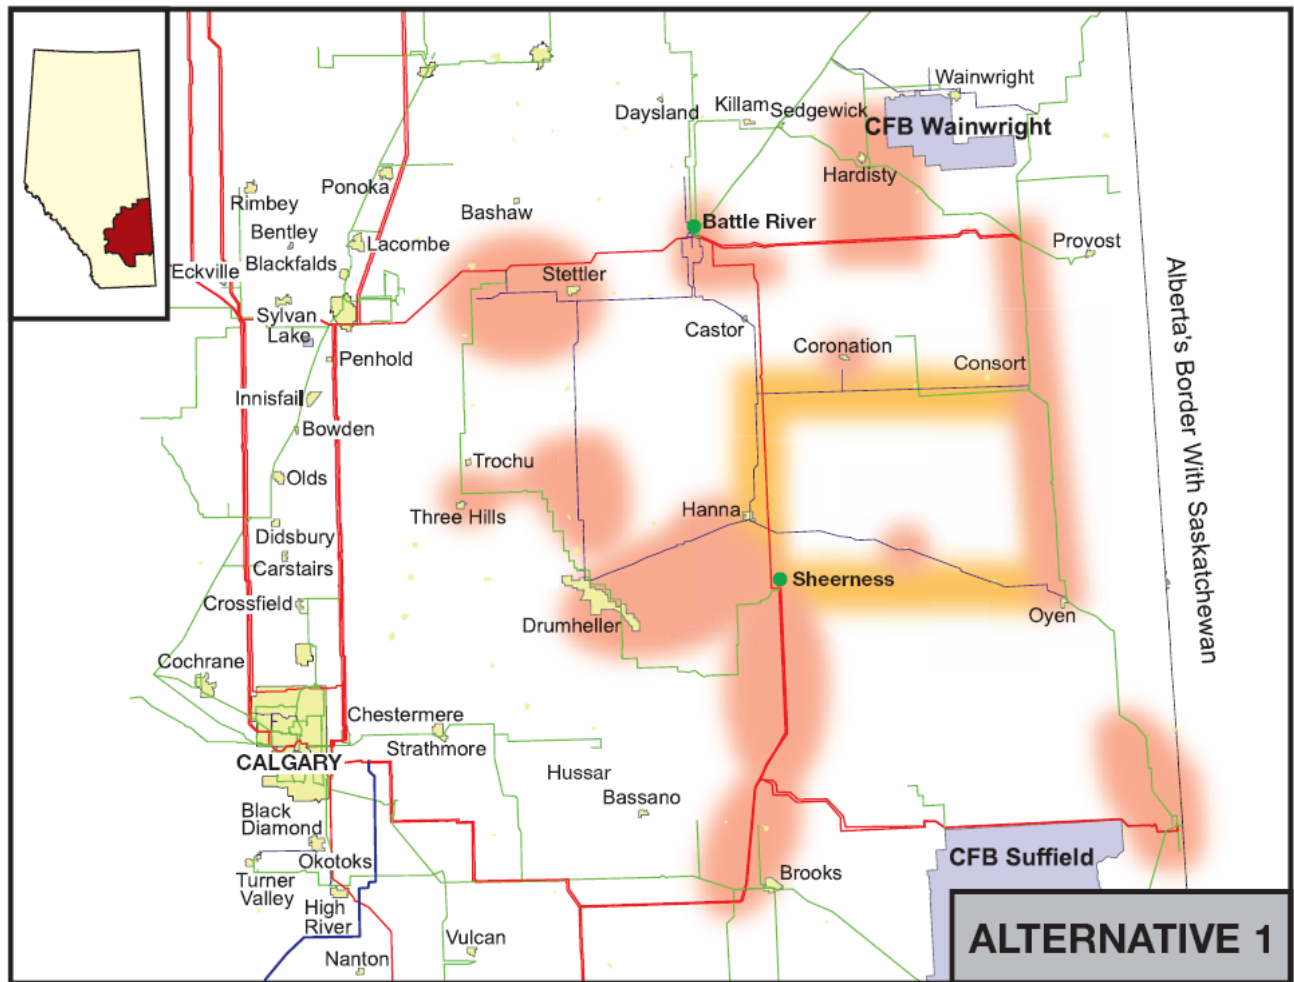 Wainwright
Daysland
Killam
Sedgewick
CFB Wainwright
Hardisty
Ponoka
Rimbey
Bashaw
Bentley
Lacombe
Battle River
Blackfalds
Eckville
Stettler
Provost
Sylvan
Lake
Castor
Penhold
Coronation
Consort
Innisfail
Bowden
Trochu
Olds
Three Hills
Hanna
Didsbury
Carstairs
Sheerness
Crossfield
Drumheller
Oyen
Alberta's Border With Saskatchewan
Cochrane
Chestermere
Strathmore
CALGARY
Hussar
Bassano
Black
Diamond
Okotoks
CFB Suffield
Turner
Valley
Brooks
High
River
Vulcan
Nanton
ALTERNATIVE 1